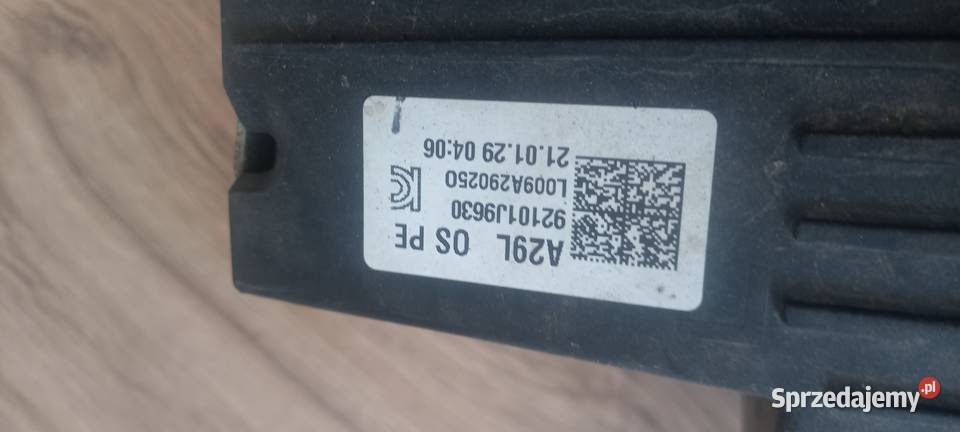 A29L OS PE
92101J9630
L009A290250
21.01.29 04:06
Sprzedajemy.pl